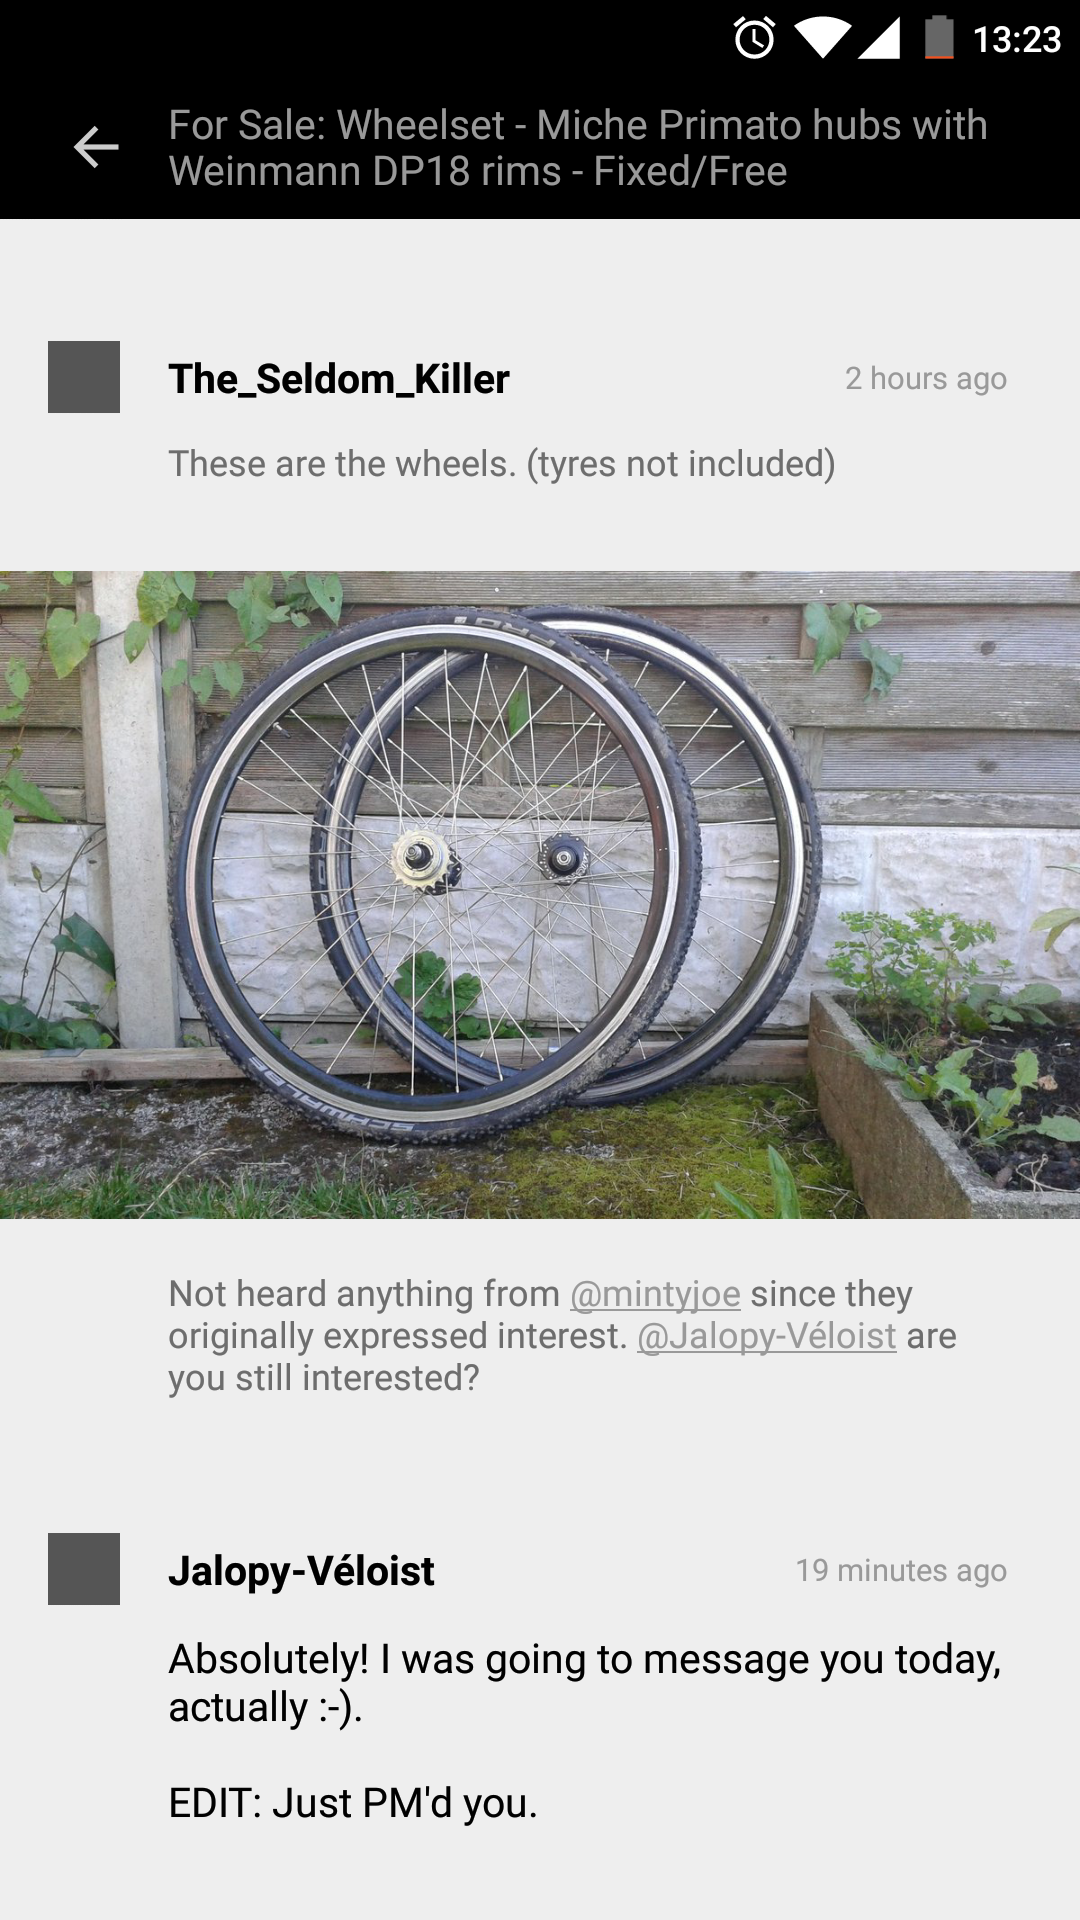 13:23
For Sale: Wheelset - Miche Primato hubs with
Weinmann DP18 rims - Fixed/Free
The_Seldom_Killer
2 hours ago
These are the wheels. (tyres not included)
SCHWALBE
Not heard anything from @mintyjoe since they
originally expressed interest. @Jalopy-Véloist are
you still interested?
Jalopy-Véloist
19 minutes ago
Absolutely! I was going to message you today,
actually :-).
EDIT: Just PM'd you.